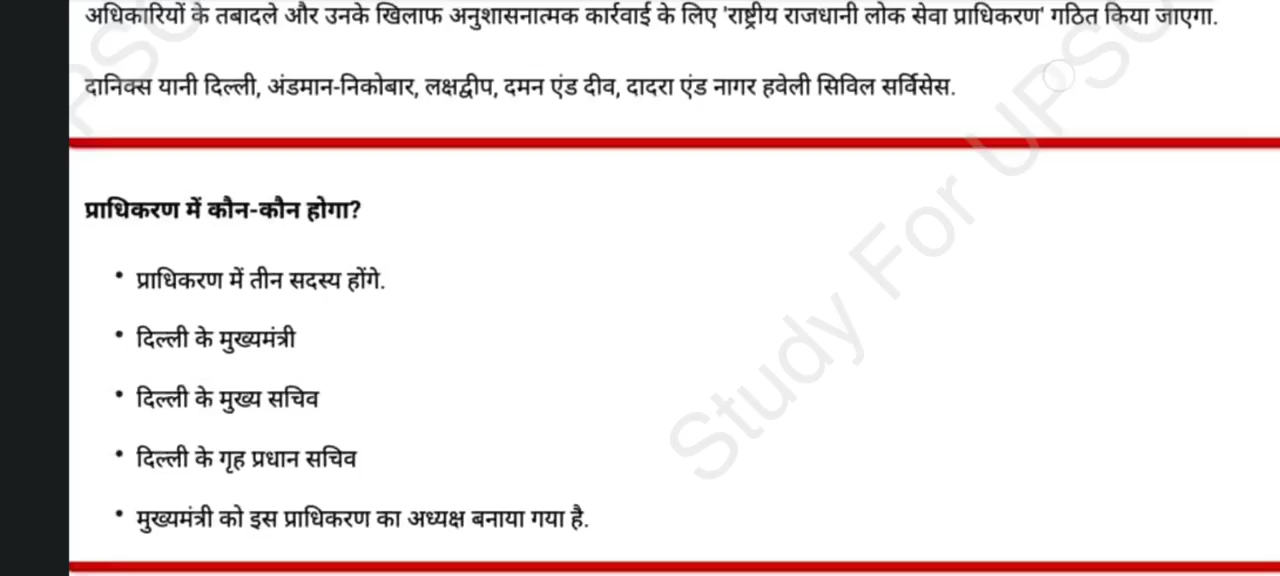 अधिकारियों के तबादले और उनके खिलाफ अनुशासनात्मक कार्रवाई के लिए 'राष्ट्रीय राजधानी लोक सेवा प्राधिकरण' गठित किया जाएगा.
दानिक्स यानी दिल्ली, अंडमान-निकोबार, लक्षद्वीप, दमन एंड दीव, दादरा एंड नागर हवेली सिविल सर्विसेस.
प्राधिकरण में कौन-कौन होगा?
• प्राधिकरण में तीन सदस्य होंगे.
• दिल्ली के मुख्यमंत्री
• दिल्ली के मुख्य सचिव
• दिल्ली के गृह प्रधान सचिव
• मुख्यमंत्री को इस प्राधिकरण का अध्यक्ष बनाया गया है.
Study For UPSC